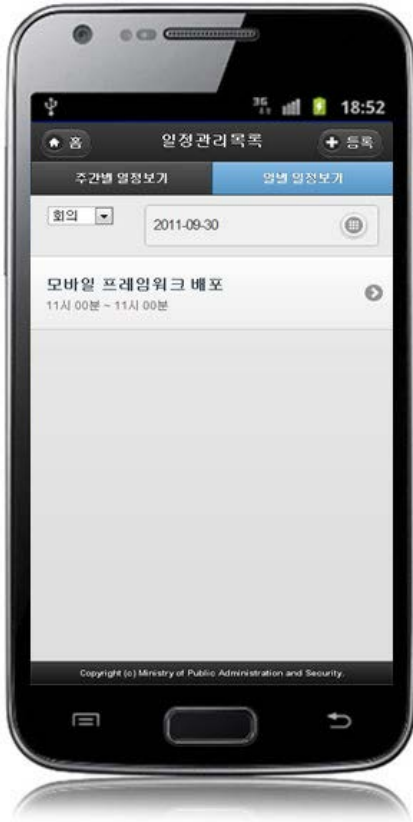 3G 18:52
홈 일정관리목록 등록
주간별 일정보기 일별 일정보기
회의 2011-09-30
모바일 프레임워크 배포
11시 00분 ~ 11시 00분
Copyright (c) Ministry of Public Administration and Security.